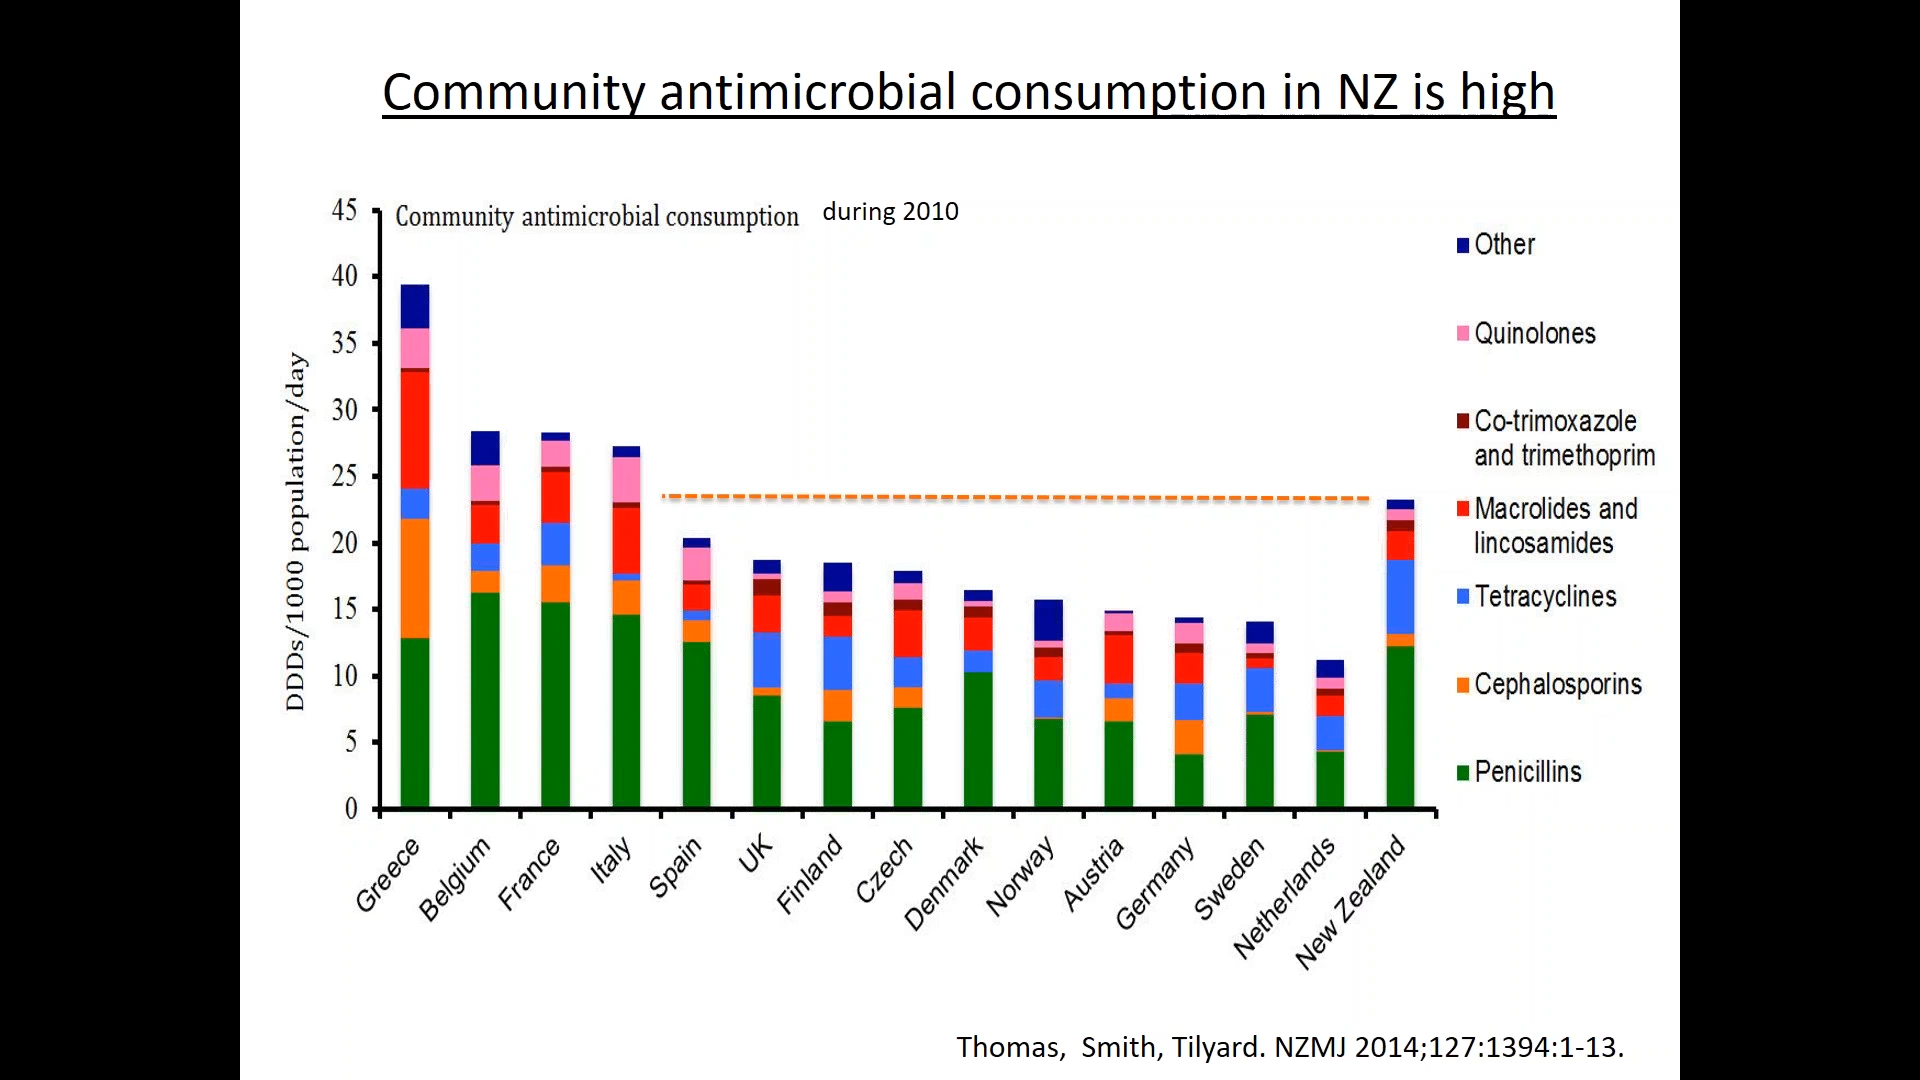 Community antimicrobial consumption in NZ is high
Community antimicrobial consumption during 2010
DDDs/1000 population/day
45
40
35
30
25
20
15
10
5
0
Greece
Belgium
France
Italy
Spain
UK
Finland
Czech
Denmark
Norway
Austria
Germany
Sweden
Netherlands
New Zealand
Other
Quinolones
Co-trimoxazole
and trimethoprim
Macrolides and
lincosamides
Tetracyclines
Cephalosporins
Penicillins
Thomas, Smith, Tilyard. NZMJ 2014;127:1394:1-13.